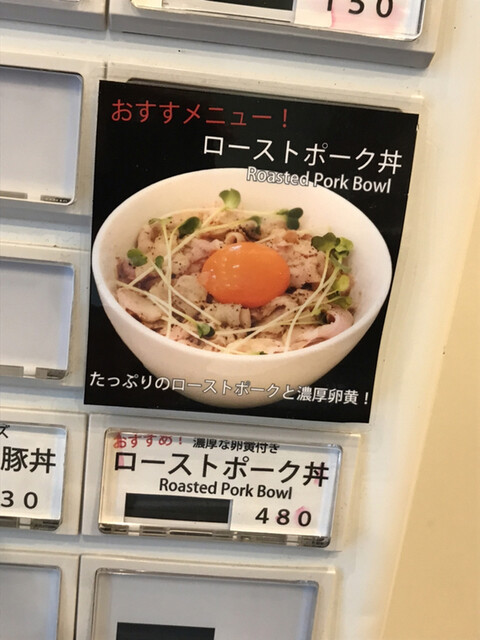 150
おすすメニュー！
ローストポーク丼
Roasted Pork Bowl
たっぷりのローストポークと濃厚卵黄！
ズ
豚丼
30
おすすめ！ 濃厚な卵黄付き
ローストポーク丼
Roasted Pork Bowl
480